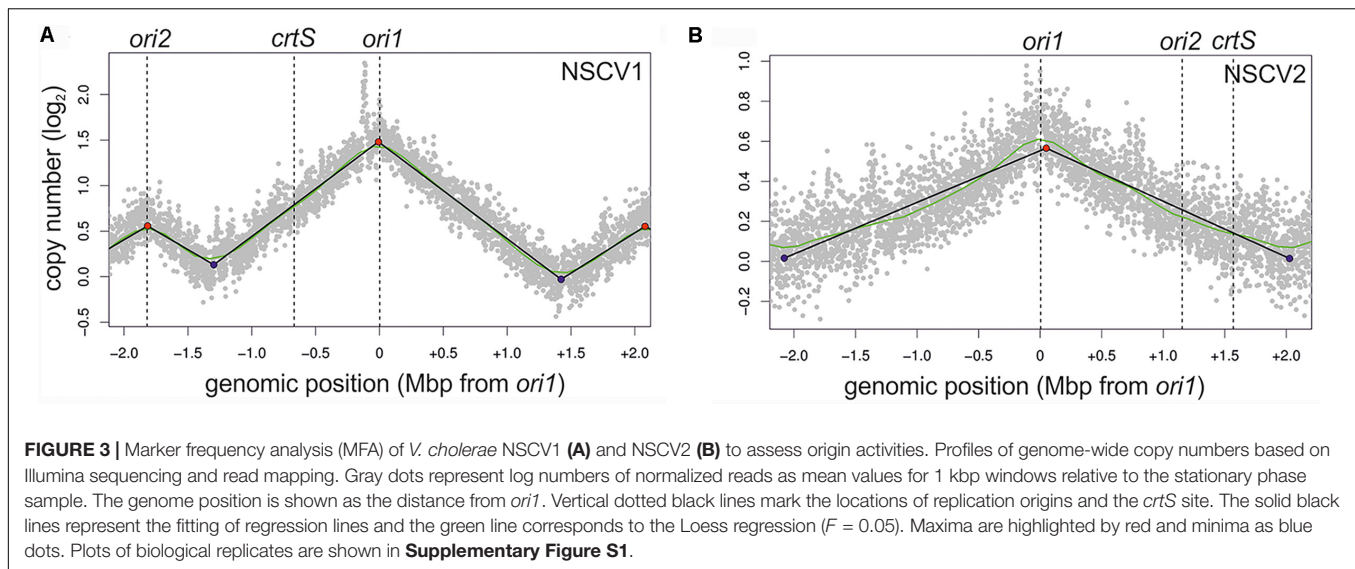 A
ori2
crtS
ori1
NSCV1
copy number (log2)
2.0
1.5
1.0
0.5
0.0
−0.5
−2.0
−1.5
−1.0
−0.5
0
+0.5
+1.0
+1.5
+2.0
genomic position (Mbp from ori1)
B
ori1
ori2
crtS
NSCV2
1.0
0.8
0.6
0.4
0.2
0.0
−0.2
−2.0
−1.5
−1.0
−0.5
0
+0.5
+1.0
+1.5
+2.0
genomic position (Mbp from ori1)
FIGURE 3 | Marker frequency analysis (MFA) of V. cholerae NSCV1 (A) and NSCV2 (B) to assess origin activities. Profiles of genome-wide copy numbers based on
Illumina sequencing and read mapping. Gray dots represent log numbers of normalized reads as mean values for 1 kbp windows relative to the stationary phase
sample. The genome position is shown as the distance from ori1. Vertical dotted black lines mark the locations of replication origins and the crtS site. The solid black
lines represent the fitting of regression lines and the green line corresponds to the Loess regression (F = 0.05). Maxima are highlighted by red and minima as blue
dots. Plots of biological replicates are shown in Supplementary Figure S1.